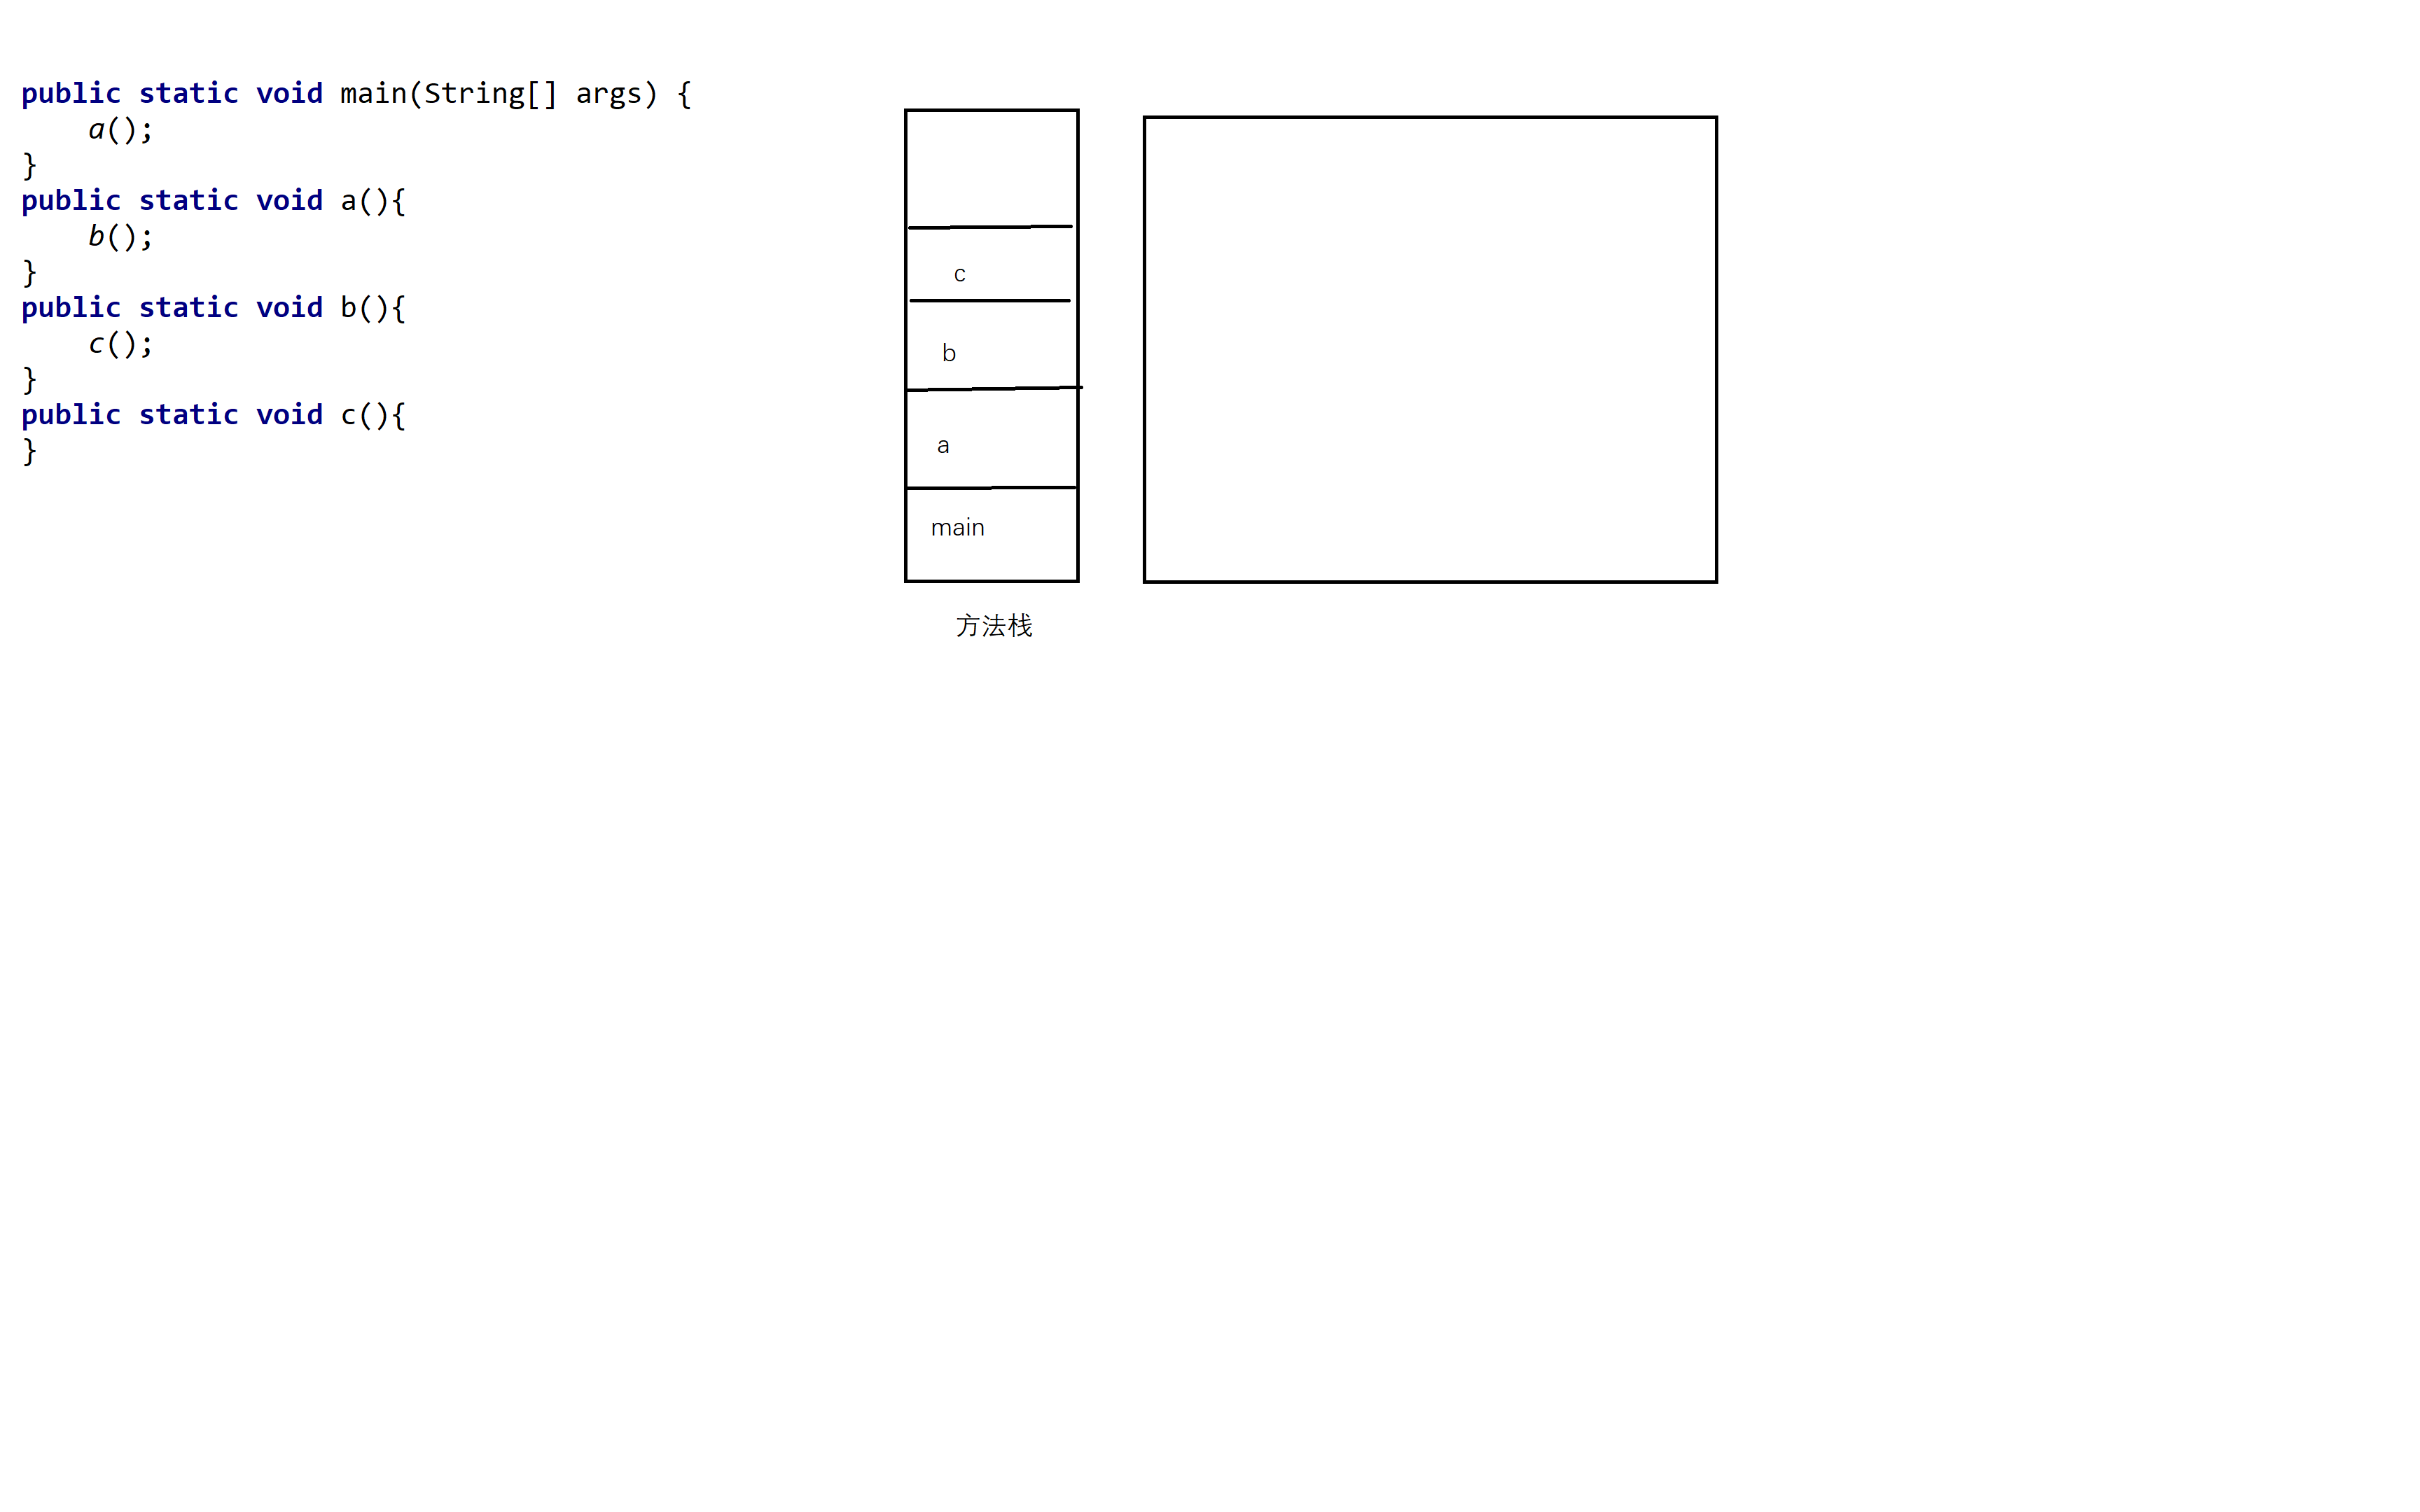 public static void main(String[] args) {
    a();
}
public static void a(){
    b();
}
public static void b(){
    c();
}
public static void c(){
}
c
b
a
main
方法栈